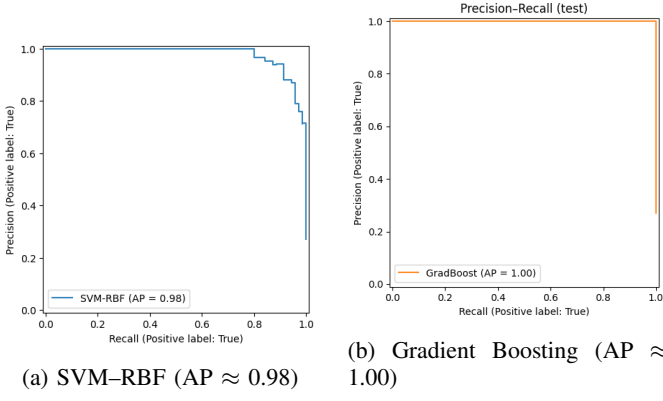 1.0
0.8
0.6
0.4
0.2
0.0
Precision (Positive label: True)
SVM-RBF (AP = 0.98)
0.0 0.2 0.4 0.6 0.8 1.0
Recall (Positive label: True)
(a) SVM–RBF (AP ≈ 0.98)
Precision–Recall (test)
1.0
0.8
0.6
0.4
0.2
0.0
Precision (Positive label: True)
GradBoost (AP = 1.00)
0.0 0.2 0.4 0.6 0.8 1.0
Recall (Positive label: True)
(b) Gradient Boosting (AP ≈
1.00)